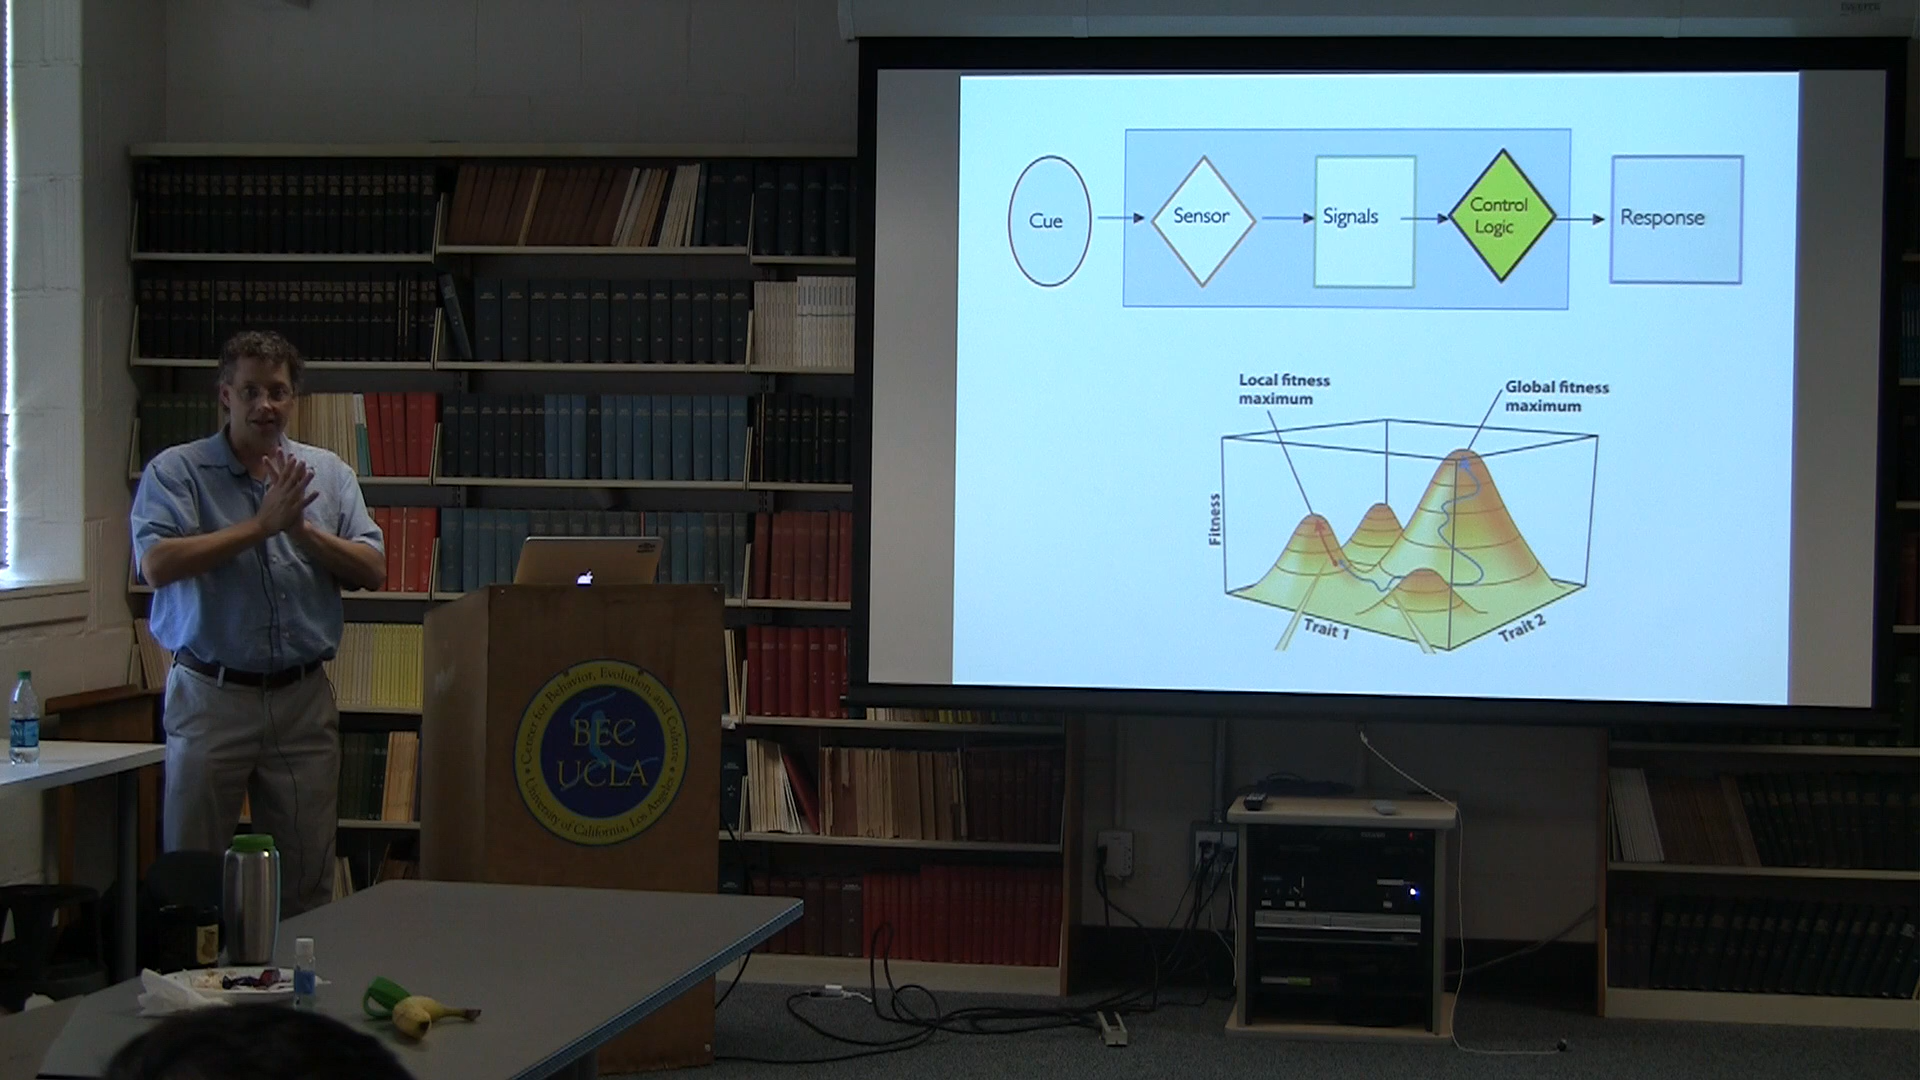 Cue
Sensor
Signals
Control
Logic
Response
Local fitness
maximum
Global fitness
maximum
Fitness
Trait 1
Trait 2
Center for Behavior, Evolution, and Culture
BEC
UCLA
University of California, Los Angeles